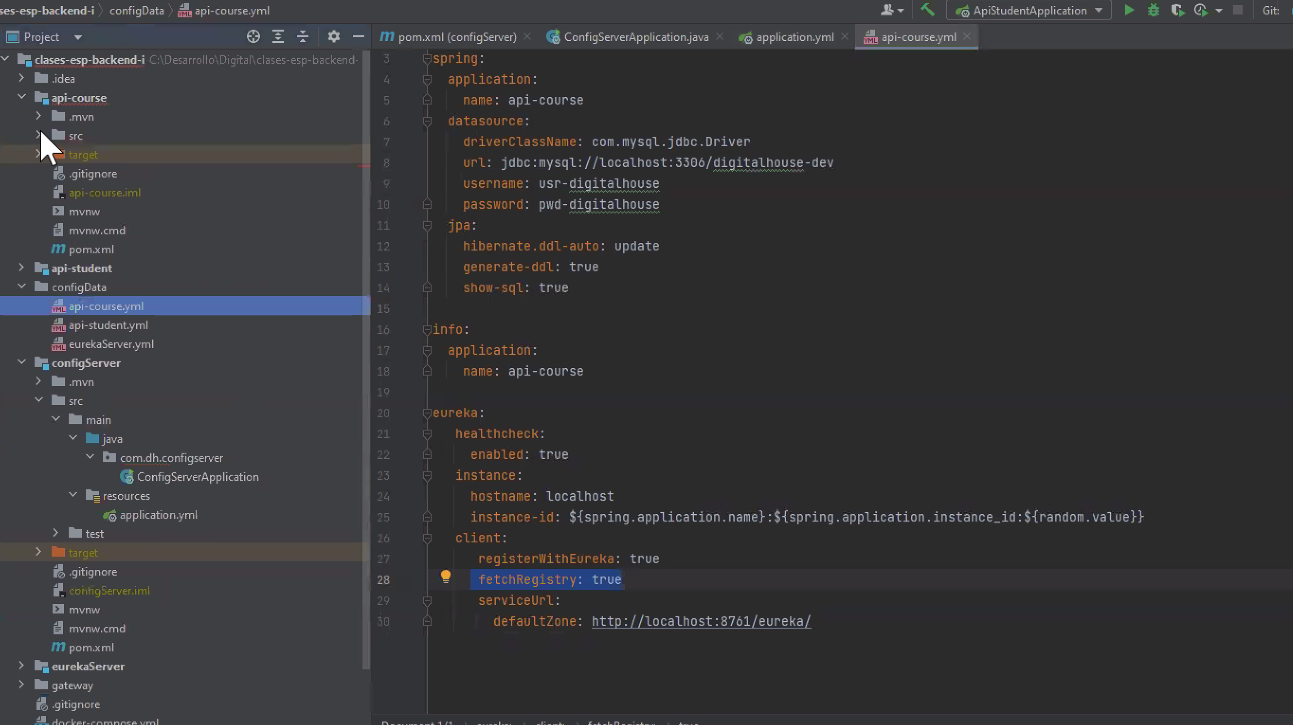 ses-esp-backend-i
configData
api-course.yml
ApiStudentApplication
Git:
Project
pom.xml (configServer)
ConfigServerApplication.java
application.yml
api-course.yml
clases-esp-backend-i C:\Desarrollo\Digital\clases-esp-backend-
.idea
api-course
.mvn
src
target
.gitignore
api-course.iml
mvnw
mvnw.cmd
pom.xml
api-student
configData
api-course.yml
api-student.yml
eurekaServer.yml
configServer
.mvn
src
main
java
com.dh.configserver
ConfigServerApplication
resources
application.yml
test
target
.gitignore
configServer.iml
mvnw
mvnw.cmd
pom.xml
eurekaServer
gateway
.gitignore
docker-compose.yml
3 spring:
4 application:
5 name: api-course
6 datasource:
7 driverClassName: com.mysql.jdbc.Driver
8 url: jdbc:mysql://localhost:3306/digitalhouse-dev
9 username: usr-digitalhouse
10 password: pwd-digitalhouse
11 jpa:
12 hibernate.ddl-auto: update
13 generate-ddl: true
14 show-sql: true
15
16 info:
17 application:
18 name: api-course
19
20 eureka:
21 healthcheck:
22 enabled: true
23 instance:
24 hostname: localhost
25 instance-id: ${spring.application.name}:${spring.application.instance_id:${random.value}}
26 client:
27 registerWithEureka: true
28 fetchRegistry: true
29 serviceUrl:
30 defaultZone: http://localhost:8761/eureka/
Document 1/1 eureka: client: fetchRegistry: true